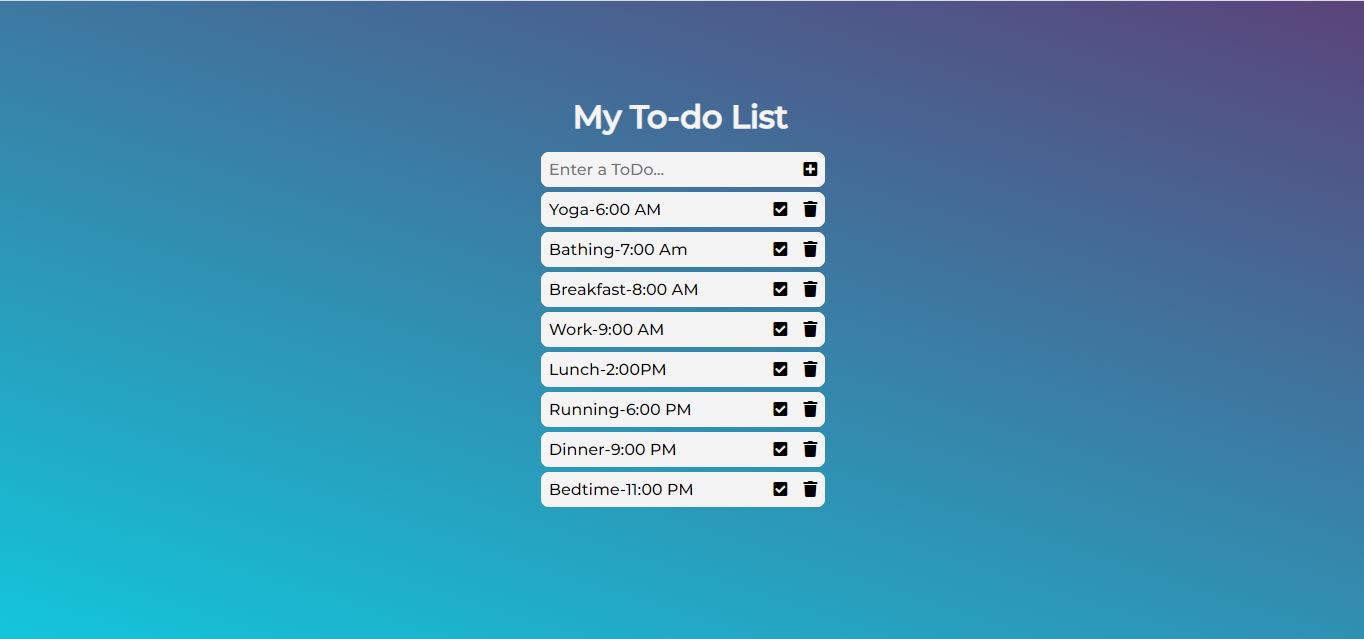 My To-do List
Enter a ToDo...
Yoga-6:00 AM
Bathing-7:00 Am
Breakfast-8:00 AM
Work-9:00 AM
Lunch-2:00PM
Running-6:00 PM
Dinner-9:00 PM
Bedtime-11:00 PM